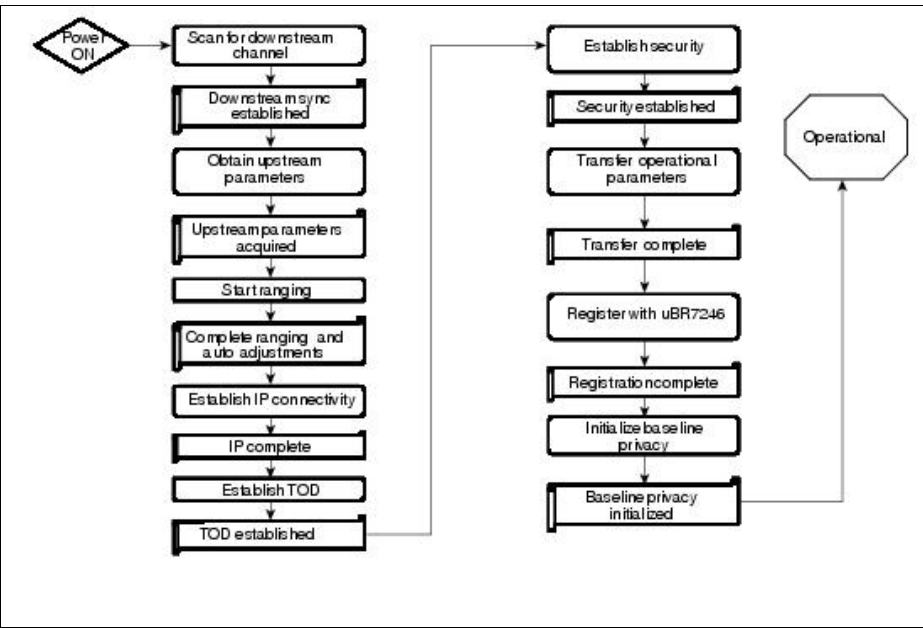 Power
ON
Scan for downstream
channel
Downstream sync
established
Obtain upstream
parameters
Upstream parameters
acquired
Start ranging
Complete ranging and
auto adjustments
Establish IP connectivity
IP complete
Establish TOD
TOD established
Establish security
Security established
Transfer operational
parameters
Transfer complete
Register with uBR7246
Registration complete
Initialize baseline
privacy
Baseline privacy
initialized
Operational